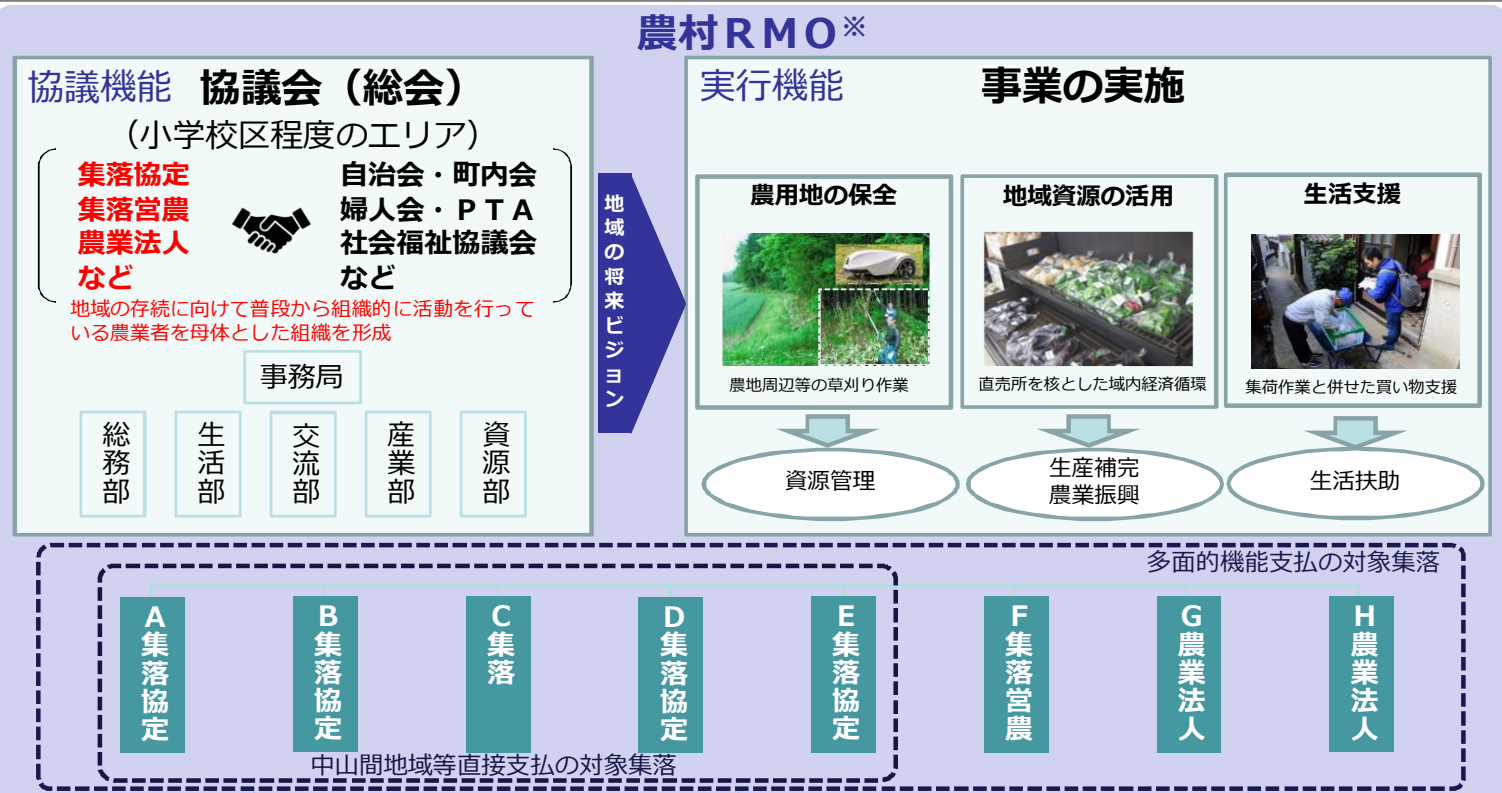 農村ＲＭＯ※
協議機能 協議会（総会）
（小学校区程度のエリア）
集落協定
集落営農
農業法人
など
自治会・町内会
婦人会・ＰＴＡ
社会福祉協議会
など
地域の存続に向けて普段から組織的に活動を行って
いる農業者を母体とした組織を形成
事務局
総務部
生活部
交流部
産業部
資源部
地域の将来ビジョン
実行機能 事業の実施
農用地の保全
農地周辺等の草刈り作業
資源管理
地域資源の活用
直売所を核とした域内経済循環
生産補完
農業振興
生活支援
集荷作業と併せた買い物支援
生活扶助
多面的機能支払の対象集落
A集落協定
B集落協定
C集落
D集落協定
E集落協定
F集落営農
G農業法人
H農業法人
中山間地域等直接支払の対象集落